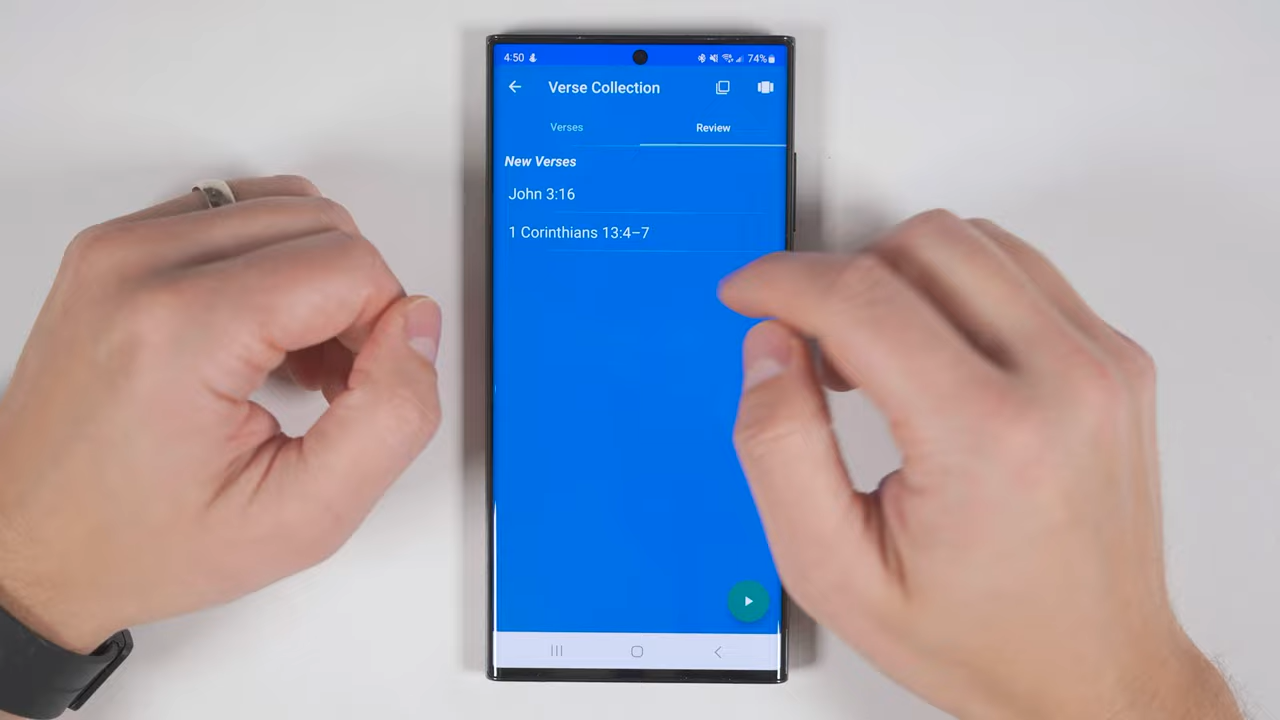 4:50 74%
Verse Collection
Verses Review
New Verses
John 3:16
1 Corinthians 13:4–7